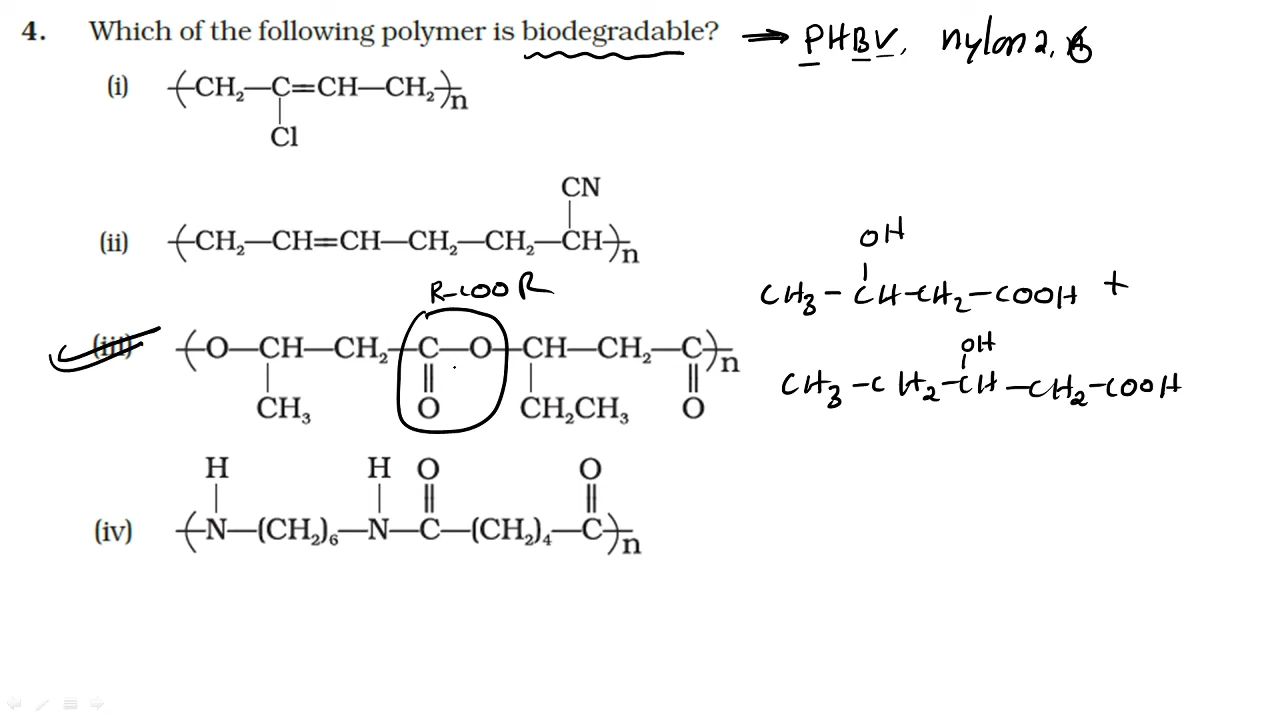 4. Which of the following polymer is biodegradable? → PHBV, nylon 2, 6
(i) (CH₂—C=CH—CH₂)n
Cl
CN
(ii) (CH₂—CH=CH—CH₂—CH₂—CH)n
OH
R-COOR
CH₃-CH-CH₂-COOH +
(iii) (O—CH—CH₂—C—O—CH—CH₂—C)n
OH
CH₃-CH₂-CH-CH₂-COOH
CH₃ O CH₂CH₃ O
H H O O
(iv) (N—(CH₂)₆—N—C—(CH₂)₄—C)n